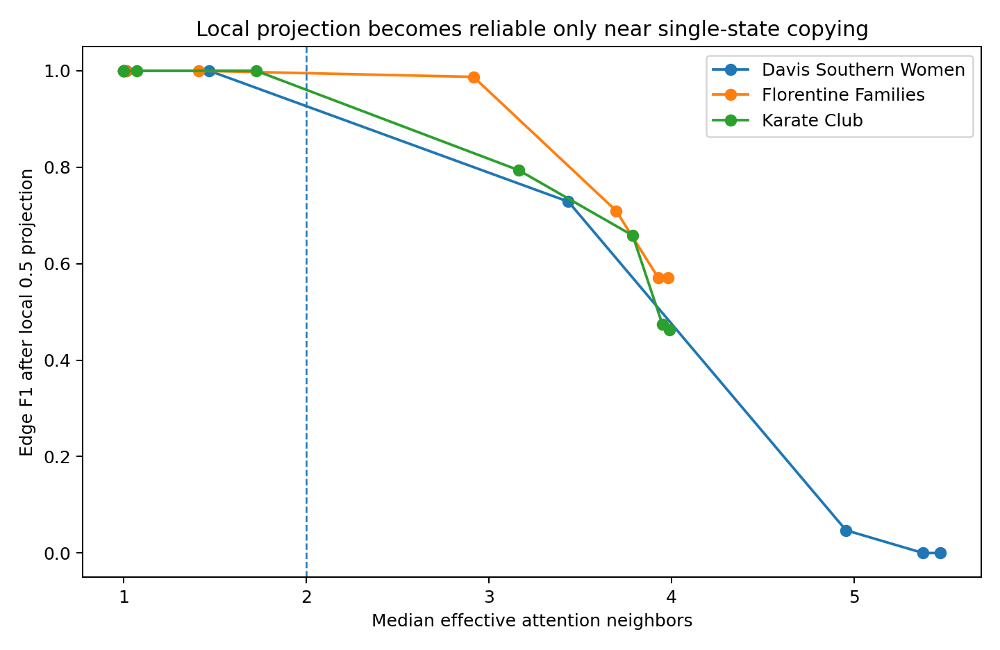 Local projection becomes reliable only near single-state copying
Davis Southern Women
Florentine Families
Karate Club
Edge F1 after local 0.5 projection
1.0
0.8
0.6
0.4
0.2
0.0
1 2 3 4 5
Median effective attention neighbors